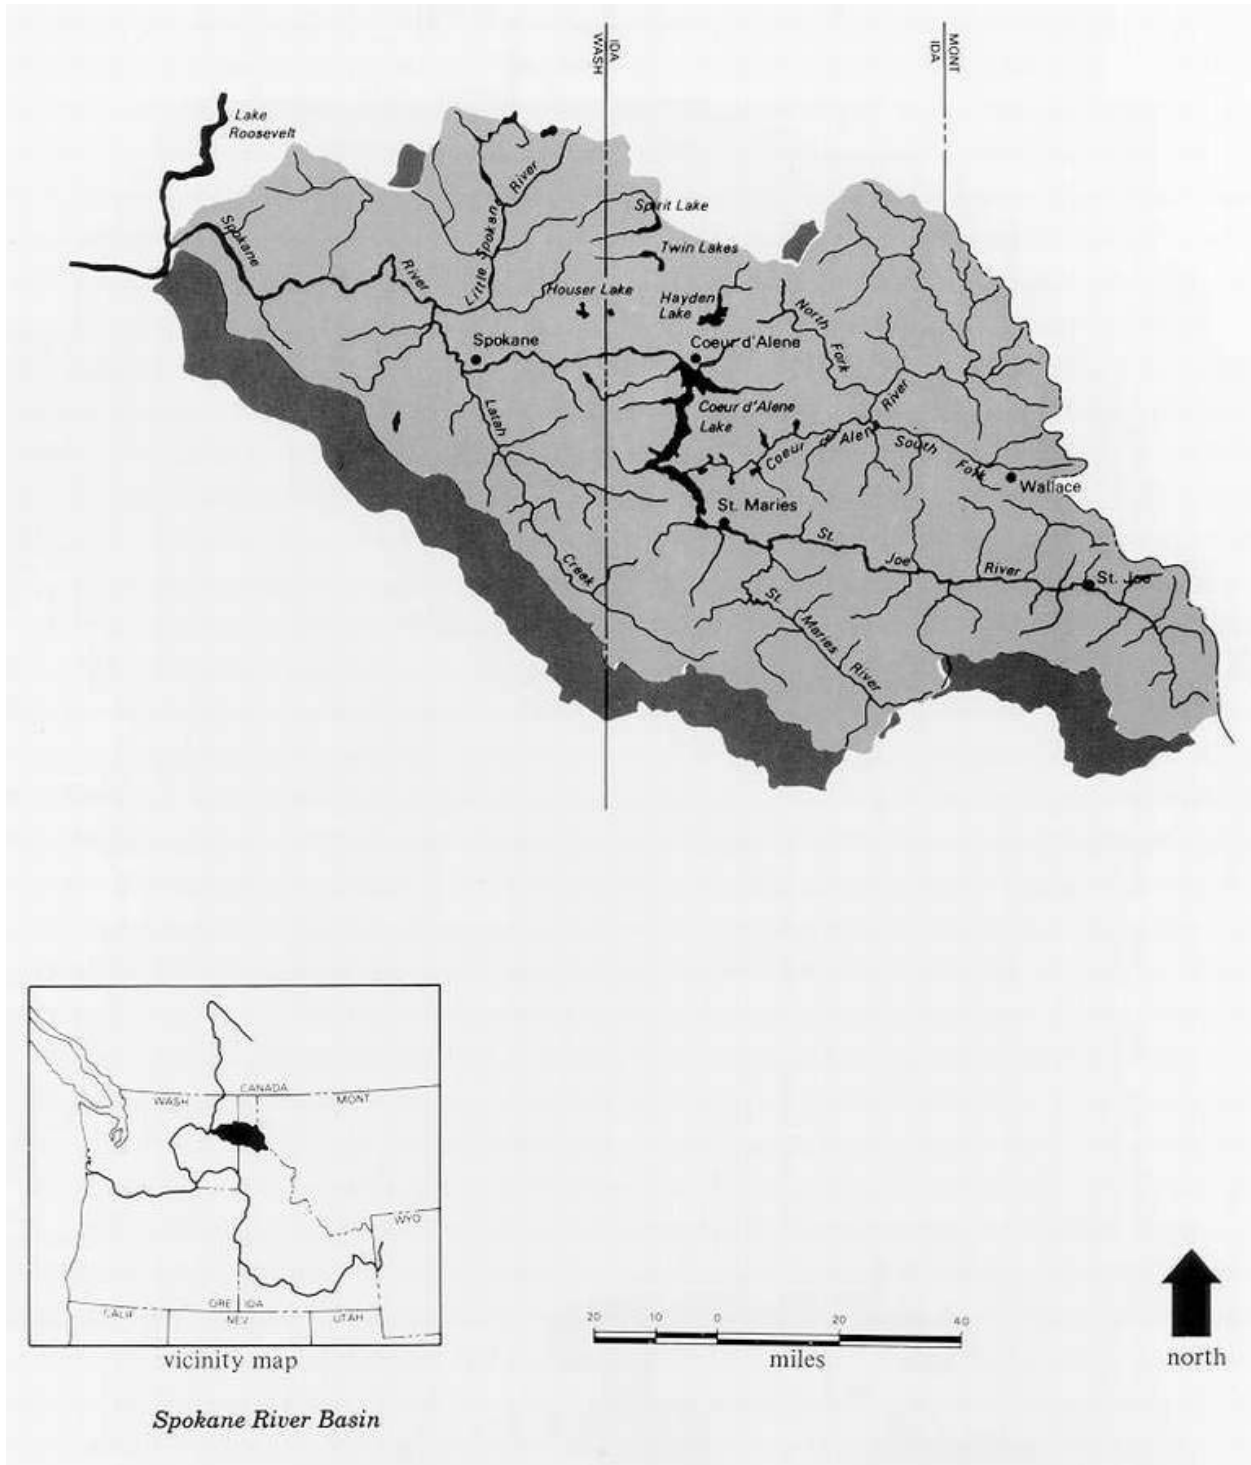 WASH
IDA
IDA
MONT
Lake
Roosevelt
Spokane
River
Little Spokane
River
Spirit Lake
Twin Lakes
Houser Lake
Hayden
Lake
North
Fork
Spokane
Coeur d'Alene
Coeur d'Alene
Lake
River
Latah
Coeur d' Alene
South
Fork
Wallace
St. Maries
St.
Joe
River
St. Joe
Creek
St.
Maries
River
CANADA
WASH
MONT
WYO
ORE
IDA
CALIF
NEV
UTAH
vicinity map
20 10 0 20 40
miles
north
Spokane River Basin